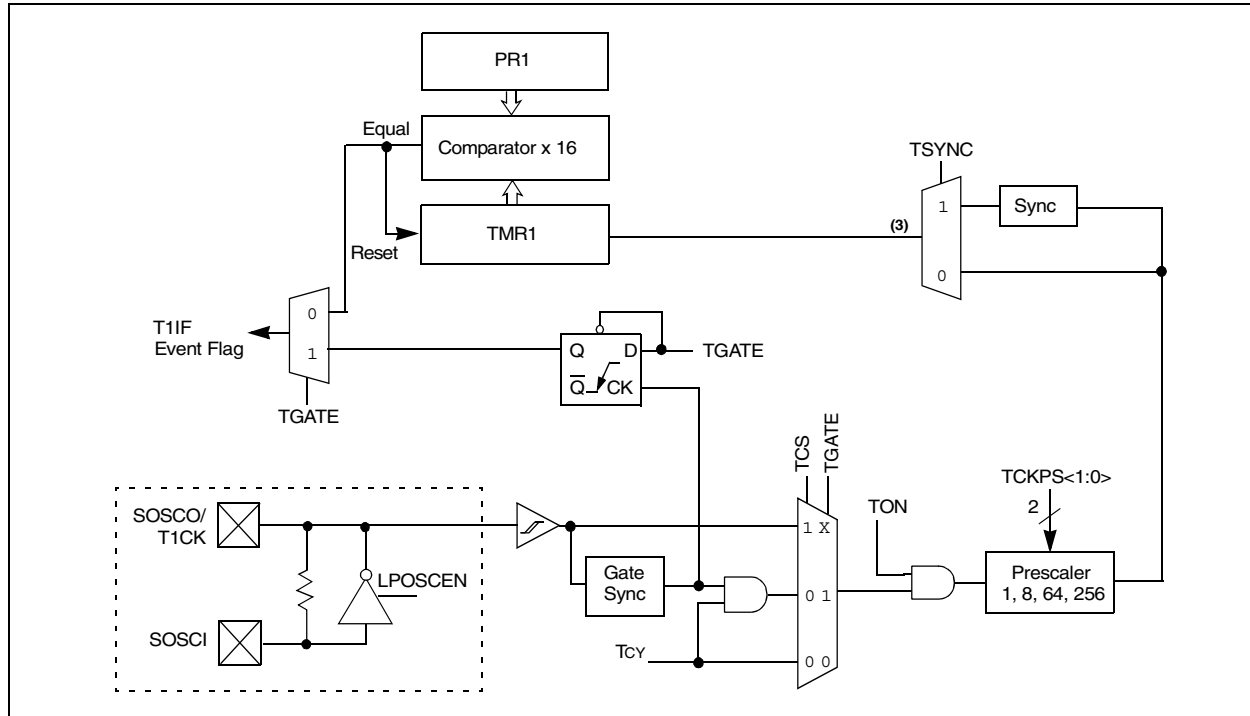 PR1
Equal
Comparator x 16
TSYNC
1
Sync
(3)
TMR1
Reset
0
0
T1IF
Event Flag
1
Q
D
TGATE
Q
CK
TGATE
TCS
TGATE
TCKPS<1:0>
2
SOSCO/
T1CK
TON
1 X
LPOSCEN
Gate
Sync
Prescaler
1, 8, 64, 256
0 1
SOSCI
TCY
0 0